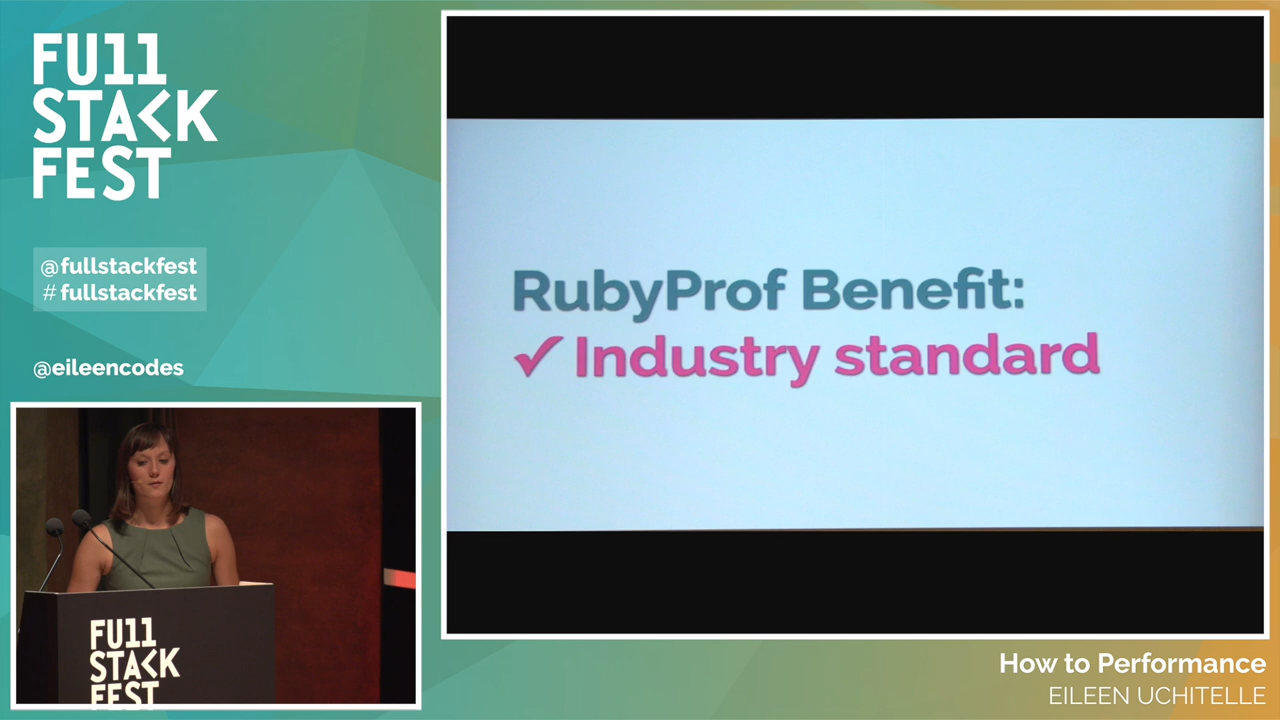 FU11
STACK
FEST
@fullstackfest
# fullstackfest
@eileencodes
RubyProf Benefit:
✓ Industry standard
FU11
STACK
FEST
How to Performance
EILEEN UCHITELLE